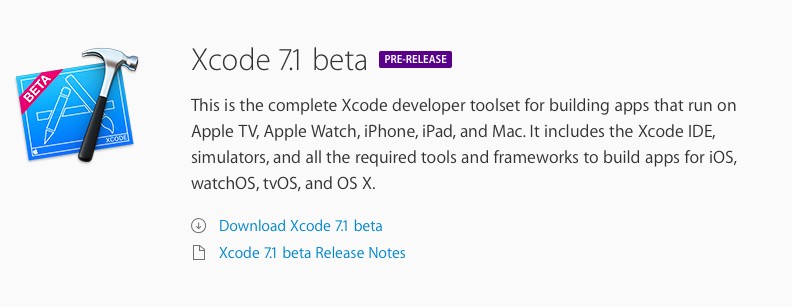 Xcode 7.1 beta PRE-RELEASE
BETA
XCODE
This is the complete Xcode developer toolset for building apps that run on
Apple TV, Apple Watch, iPhone, iPad, and Mac. It includes the Xcode IDE,
simulators, and all the required tools and frameworks to build apps for iOS,
watchOS, tvOS, and OS X.
Download Xcode 7.1 beta
Xcode 7.1 beta Release Notes